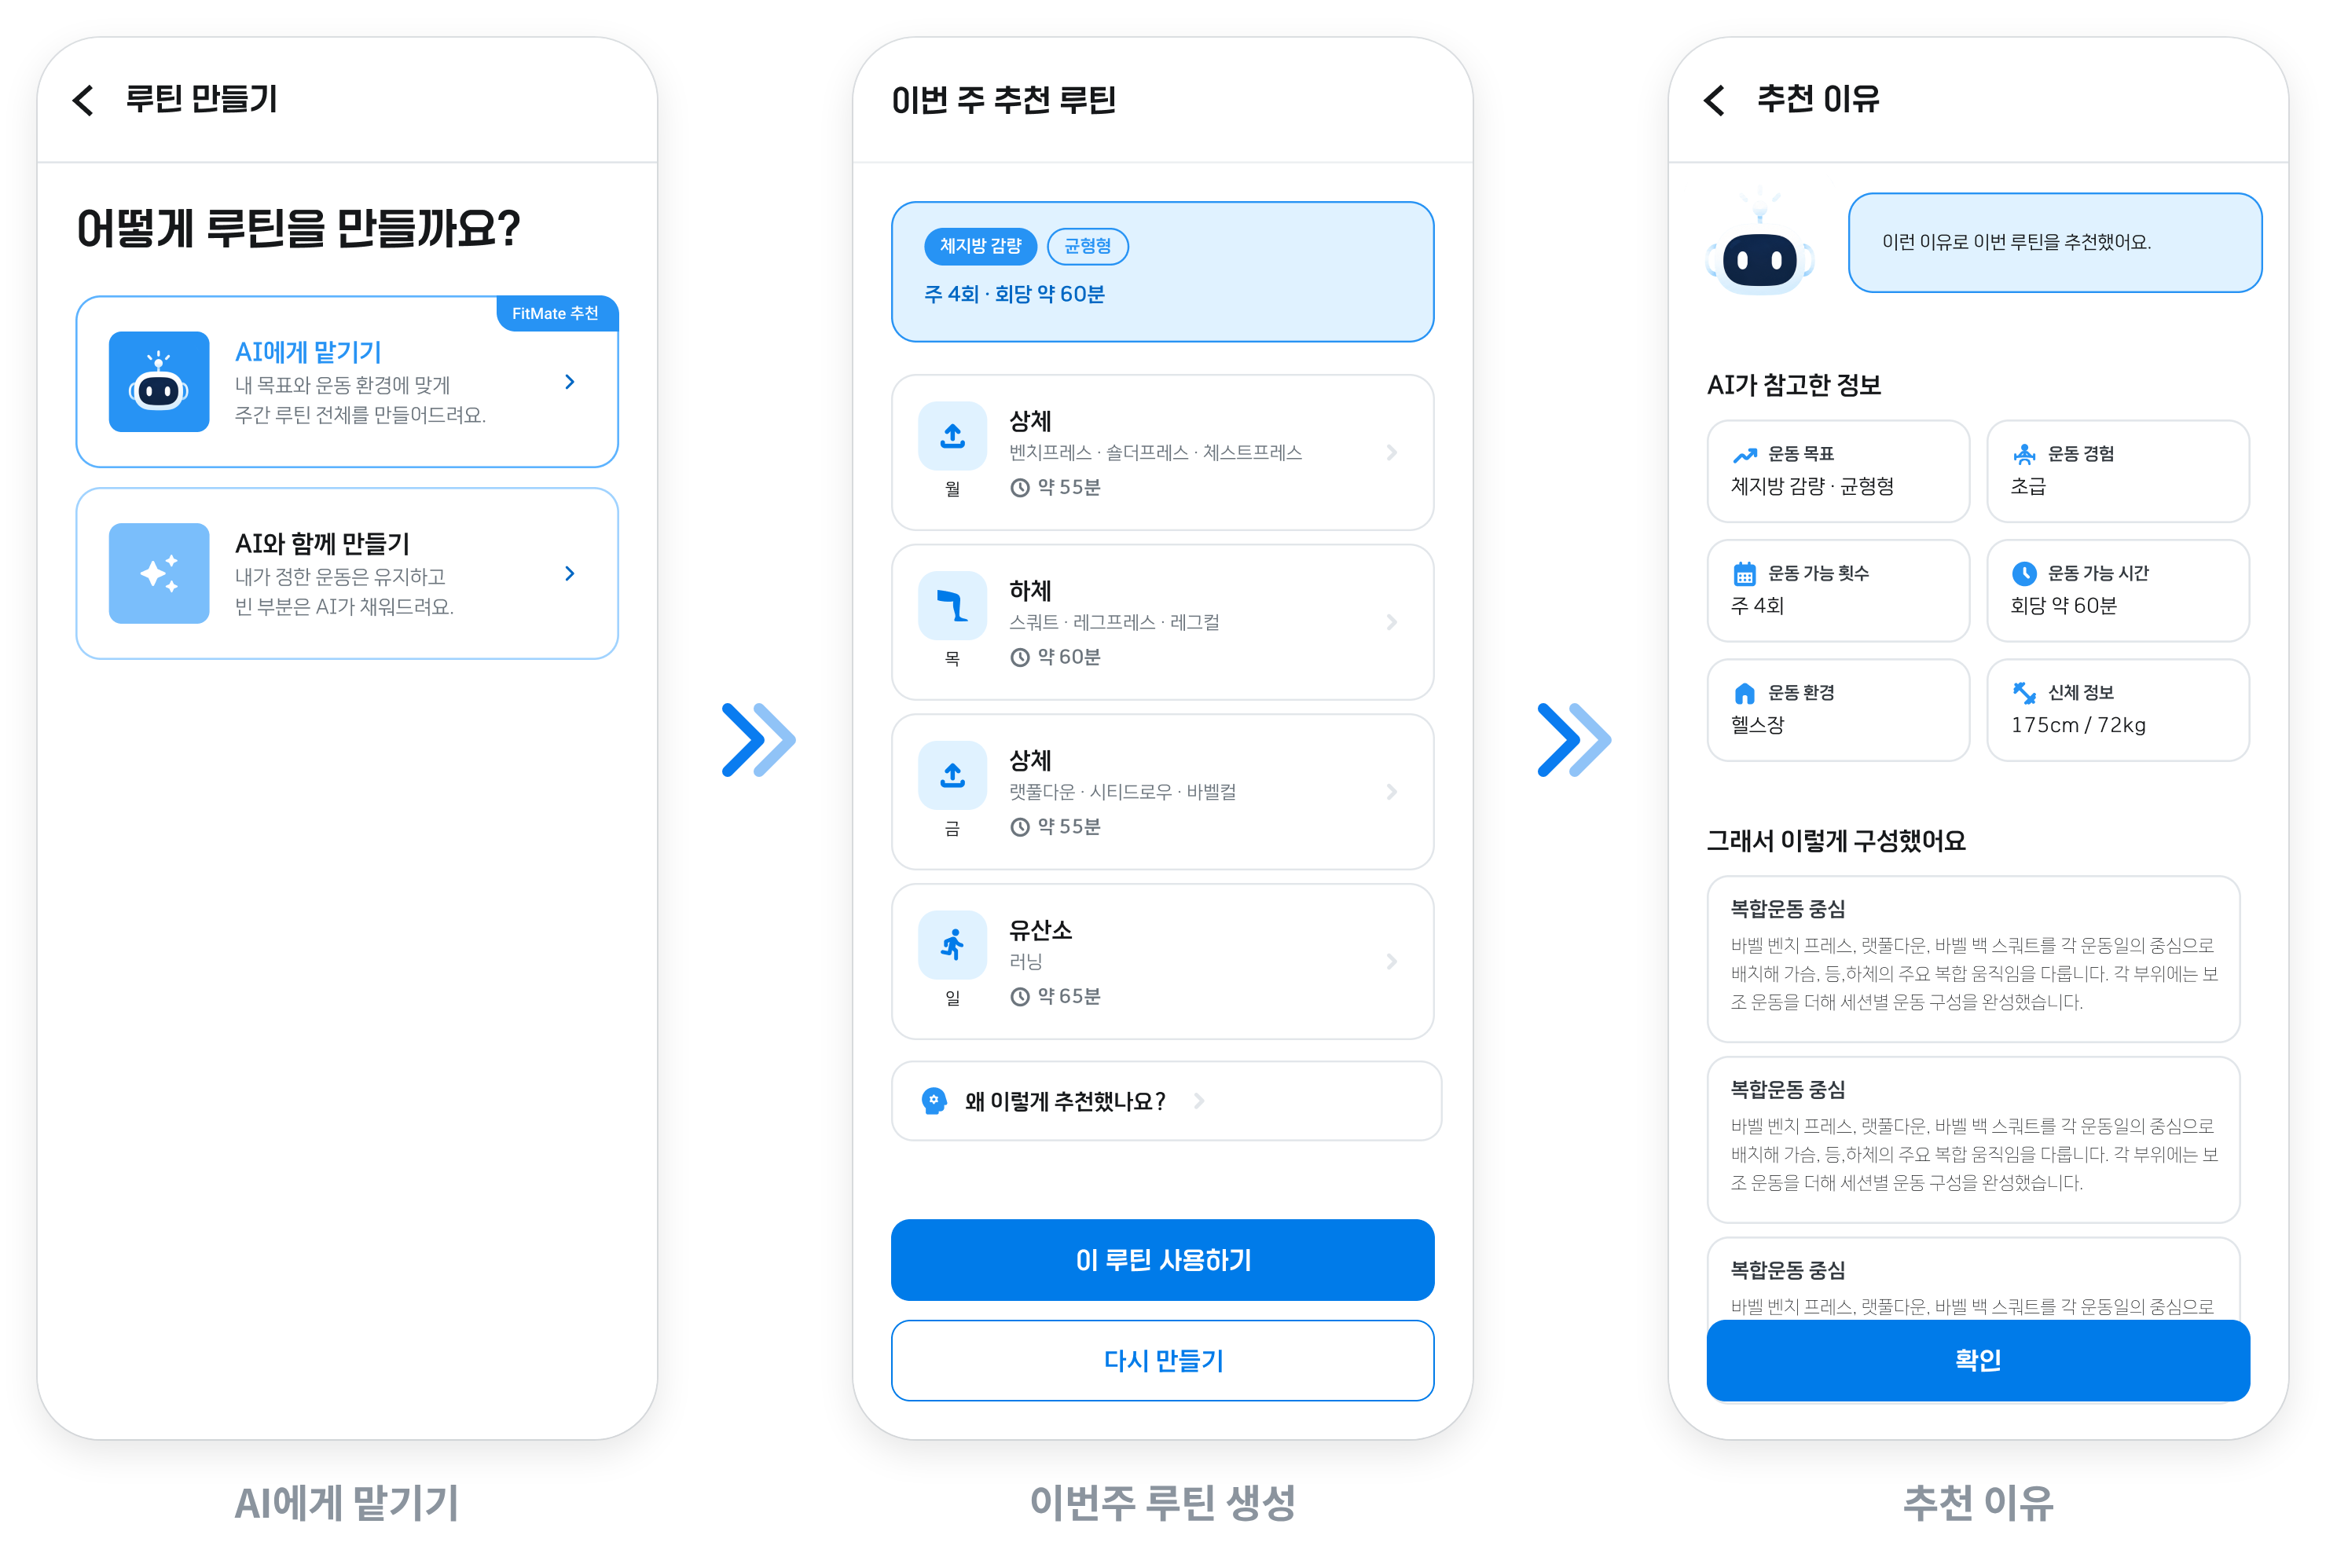 루틴 만들기
어떻게 루틴을 만들까요?
FitMate 추천
AI에게 맡기기
내 목표와 운동 환경에 맞게
주간 루틴 전체를 만들어드려요.
AI와 함께 만들기
내가 정한 운동은 유지하고
빈 부분은 AI가 채워드려요.
AI에게 맡기기
이번 주 추천 루틴
체지방 감량 균형형
주 4회 · 회당 약 60분
상체
벤치프레스 · 숄더프레스 · 체스트프레스
월 약 55분
하체
스쿼트 · 레그프레스 · 레그컬
목 약 60분
상체
랫풀다운 · 시티드로우 · 바벨컬
금 약 55분
유산소
러닝
일 약 65분
왜 이렇게 추천했나요?
이 루틴 사용하기
다시 만들기
이번주 루틴 생성
추천 이유
이런 이유로 이번 루틴을 추천했어요.
AI가 참고한 정보
운동 목표
체지방 감량 · 균형형
운동 경험
초급
운동 가능 횟수
주 4회
운동 가능 시간
회당 약 60분
운동 환경
헬스장
신체 정보
175cm / 72kg
그래서 이렇게 구성했어요
복합운동 중심
바벨 벤치 프레스, 랫풀다운, 바벨 백 스쿼트를 각 운동일의 중심으로
배치해 가슴, 등,하체의 주요 복합 움직임을 다룹니다. 각 부위에는 보
조 운동을 더해 세션별 운동 구성을 완성했습니다.
복합운동 중심
바벨 벤치 프레스, 랫풀다운, 바벨 백 스쿼트를 각 운동일의 중심으로
배치해 가슴, 등,하체의 주요 복합 움직임을 다룹니다. 각 부위에는 보
조 운동을 더해 세션별 운동 구성을 완성했습니다.
복합운동 중심
바벨 벤치 프레스, 랫풀다운, 바벨 백 스쿼트를 각 운동일의 중심으로
확인
추천 이유